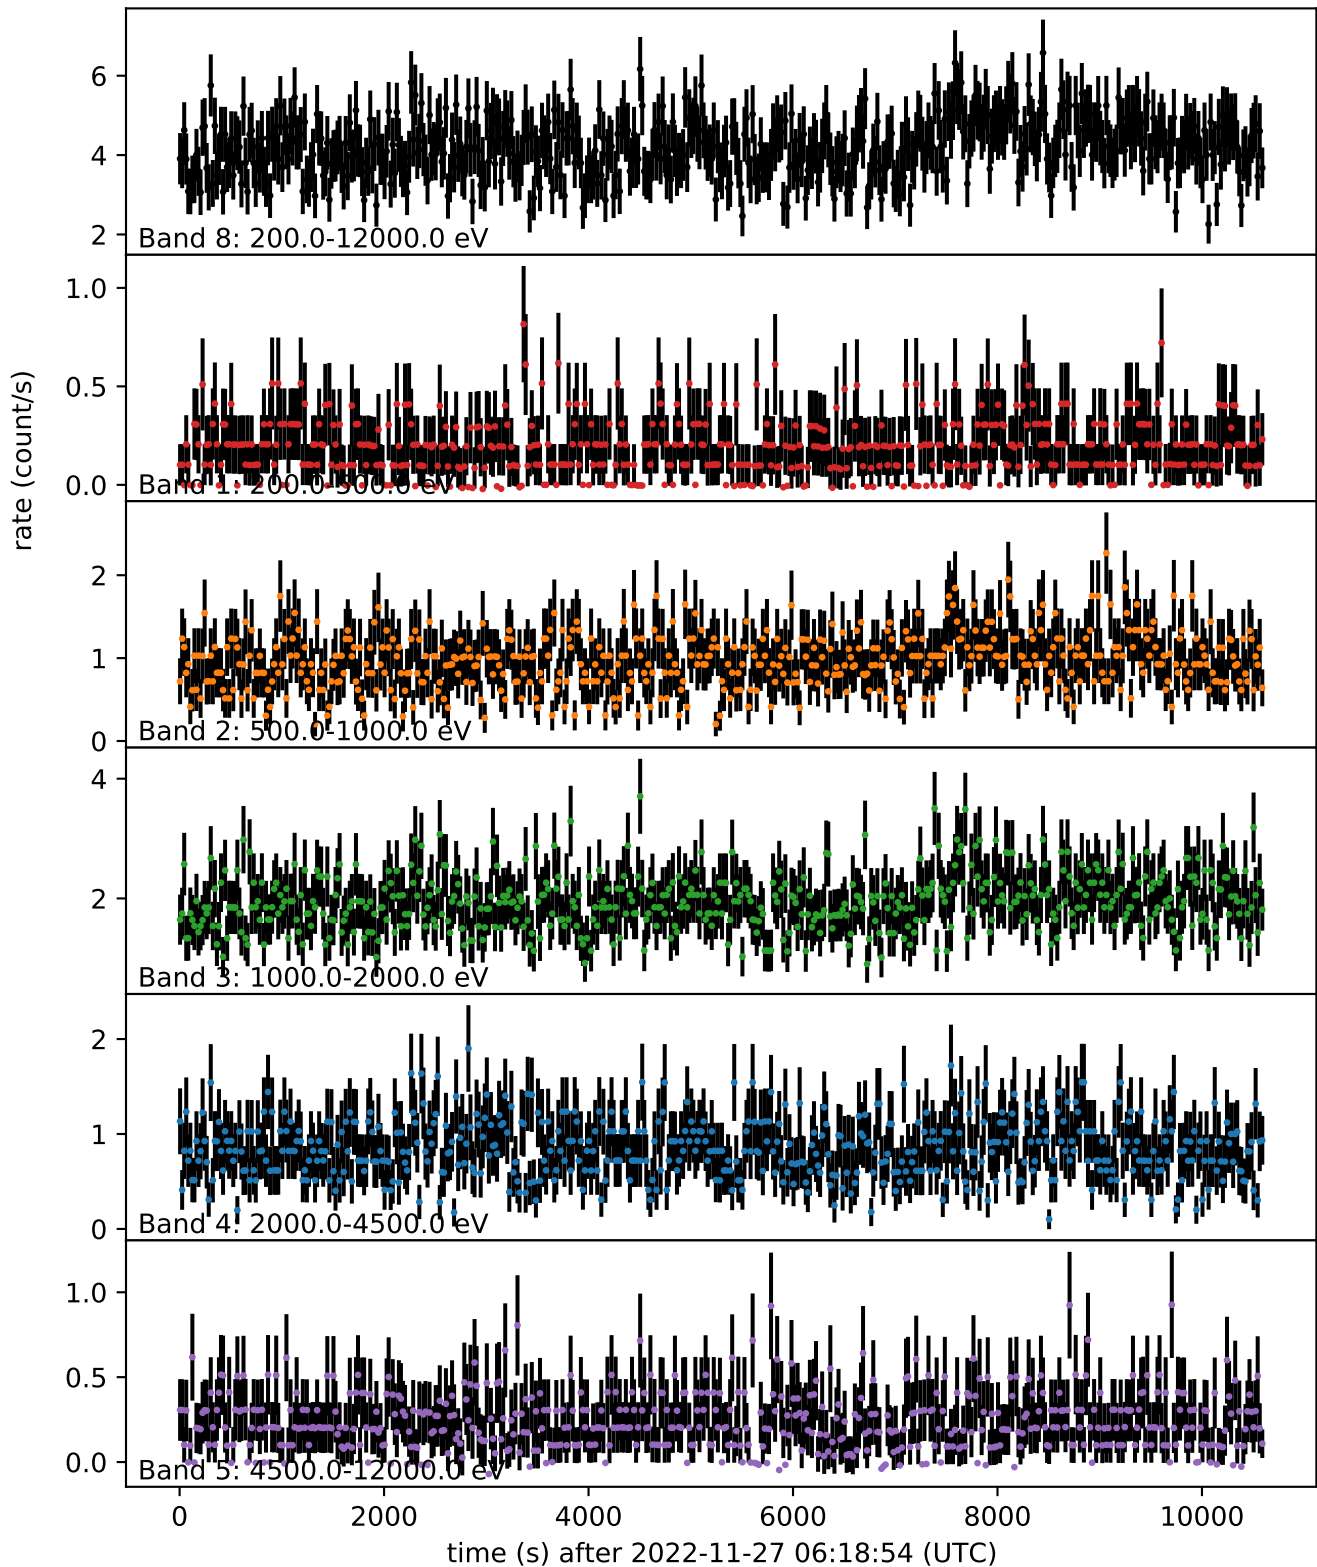 6
4
2
Band 8: 200.0-12000.0 eV
1.0
0.5
0.0
Band 1: 200.0-500.0 eV
rate (count/s)
2
1
0
Band 2: 500.0-1000.0 eV
4
2
Band 3: 1000.0-2000.0 eV
2
1
0
Band 4: 2000.0-4500.0 eV
1.0
0.5
0.0
Band 5: 4500.0-12000.0 eV
0 2000 4000 6000 8000 10000
time (s) after 2022-11-27 06:18:54 (UTC)